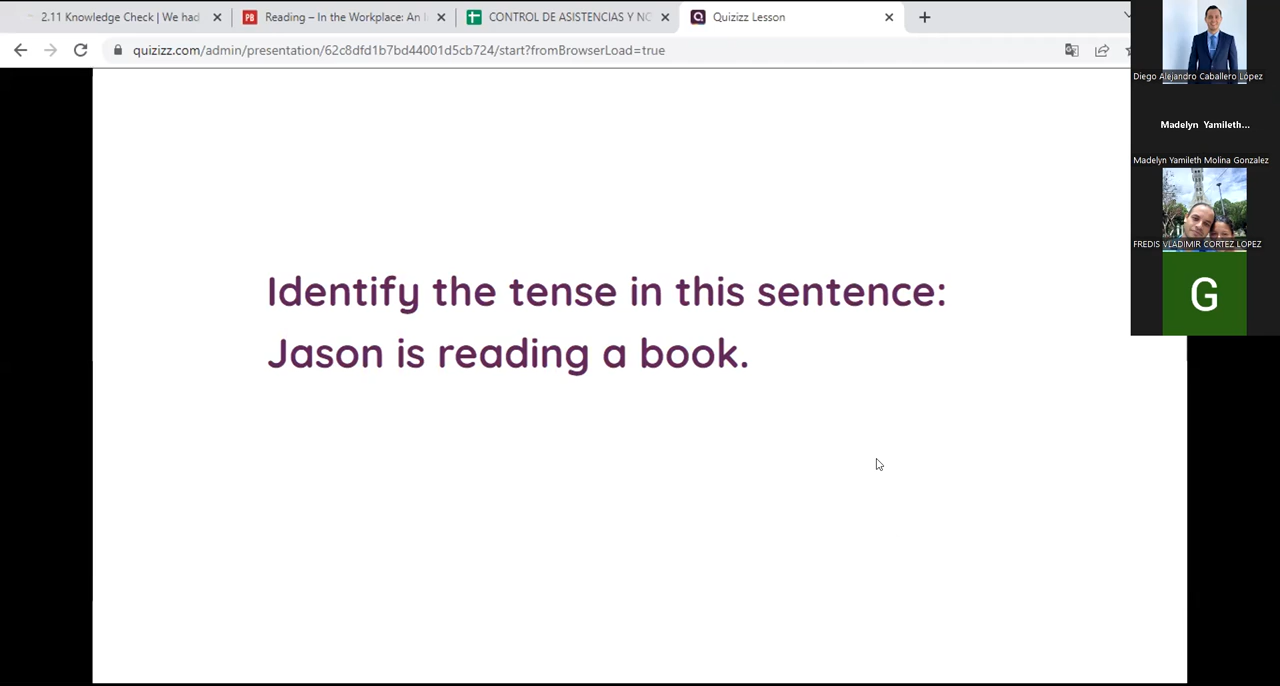 2.11 Knowledge Check | We had
Reading – In the Workplace: An
CONTROL DE ASISTENCIAS Y NO
Quizizz Lesson
quizizz.com/admin/presentation/62c8dfd1b7bd44001d5cb724/start?fromBrowserLoad=true
Identify the tense in this sentence:
Jason is reading a book.
Diego Alejandro Caballero López
Madelyn Yamileth...
Madelyn Yamileth Molina Gonzalez
FREDIS VLADIMIR CORTEZ LOPEZ
G